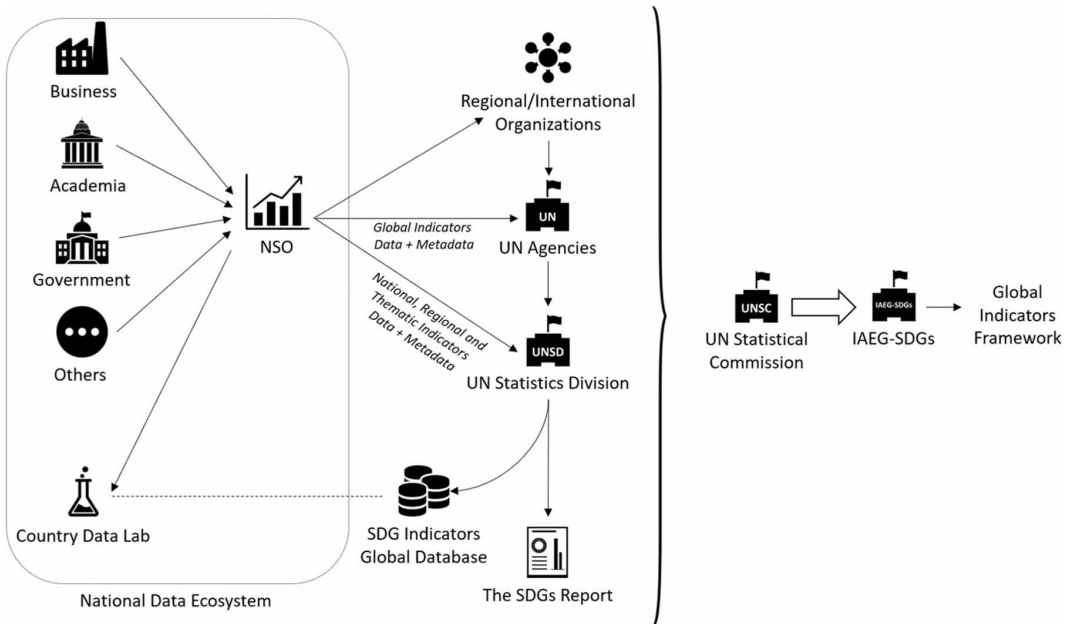 Business
Academia
Government
Others
NSO
Country Data Lab
National Data Ecosystem
Regional/International
Organizations
Global Indicators
Data + Metadata
UN
UN Agencies
National, Regional and
Thematic Indicators
Data + Metadata
UNSD
UN Statistics Division
SDG Indicators
Global Database
The SDGs Report
UNSC
UN Statistical
Commission
IAEG-SDGs
IAEG-SDGs
Global
Indicators
Framework